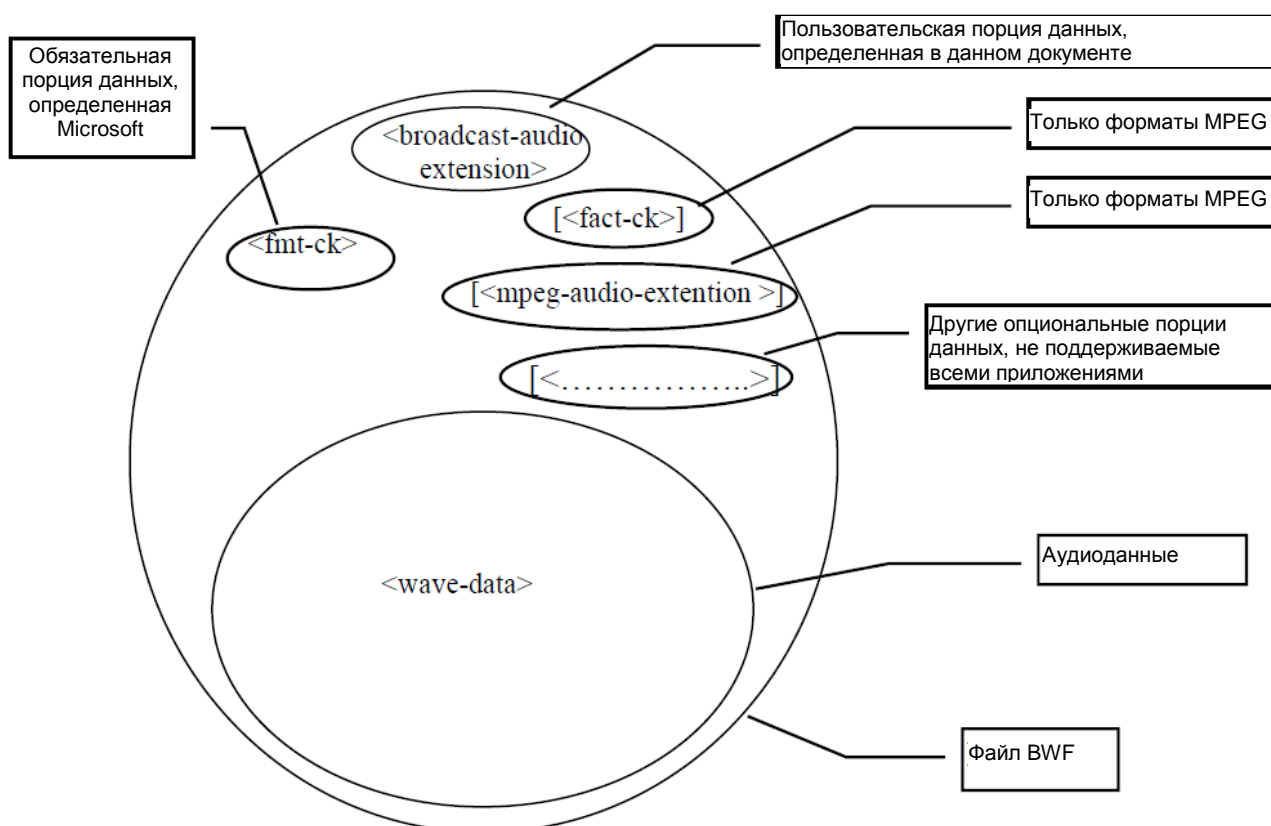 Пользовательская порция данных,
определенная в данном документе
Обязательная
порция данных,
определенная
Microsoft
Только форматы MPEG
<broadcast-audio
extension>
Только форматы MPEG
[<fact-ck>]
<fmt-ck>
[<mpeg-audio-extention >]
Другие опциональные порции
данных, не поддерживаемые
всеми приложениями
[<……………..>]
Аудиоданные
<wave-data>
Файл BWF